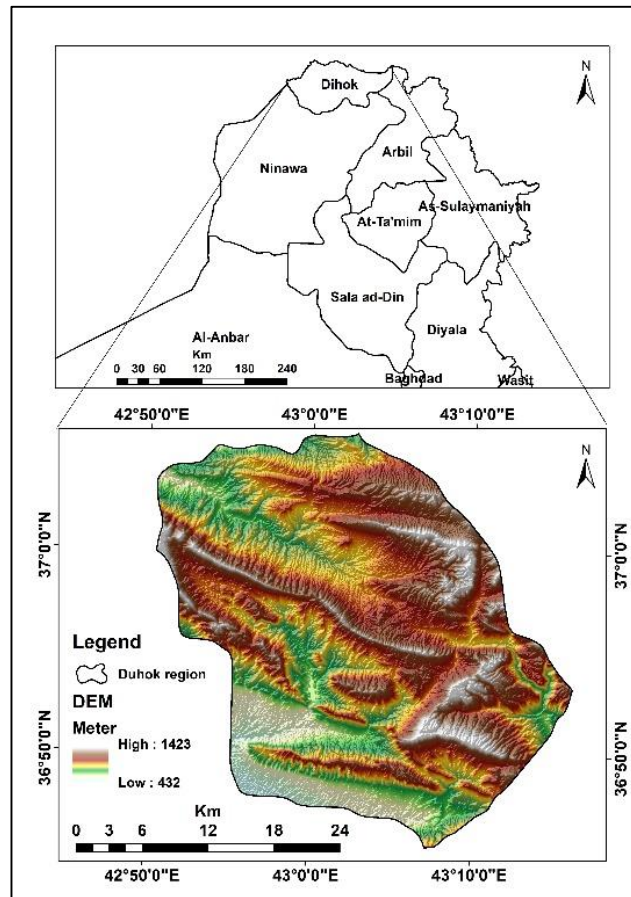 N
Dihok
Ninawa
Arbil
As-Sulaymaniyah
At-Ta'mim
Sala ad-Din
Diyala
Al-Anbar
Km
0 30 60 120 180 240
Baghdad
Wasit
42°50'0"E 43°0'0"E 43°10'0"E
N
37°0'0"N
37°0'0"N
Legend
Duhok region
DEM
Meter
High : 1423
Low : 432
36°50'0"N
36°50'0"N
Km
0 3 6 12 18 24
42°50'0"E 43°0'0"E 43°10'0"E